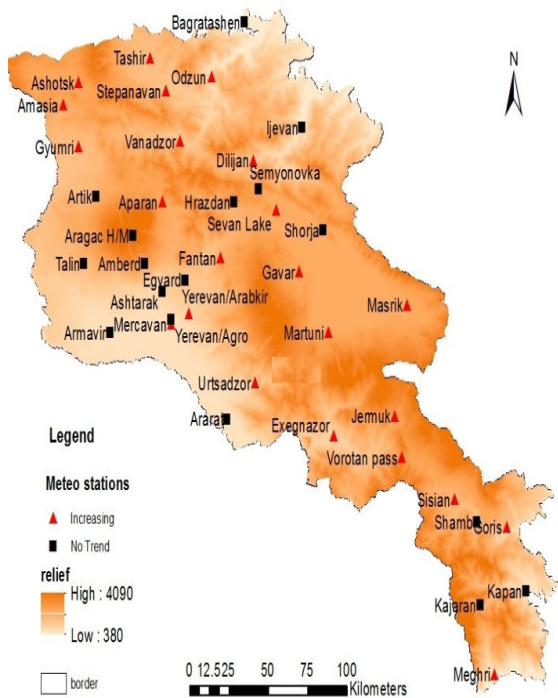 Bagratashen
N
Tashir
Ashotsk
Odzun
Stepanavan
Amasia
Ijevan
Vanadzor
Gyumri
Dilijan
Semyonovka
Artik
Aparan
Hrazdan
Sevan Lake
Shorja
Aragac H/M
Fantan
Talin
Amberd
Gavar
Egvard
Ashtarak
Yerevan/Arabkir
Masrik
Mercavan
Armavir
Yerevan/Agro
Martuni
Urtsadzor
Jermuk
Ararat
Exegnazor
Legend
Vorotan pass
Meteo stations
Sisian
Increasing
Shamb
Goris
No Trend
relief
High : 4090
Kapan
Kajaran
Low : 380
Meghri
border
0 12.525 50 75 100
Kilometers